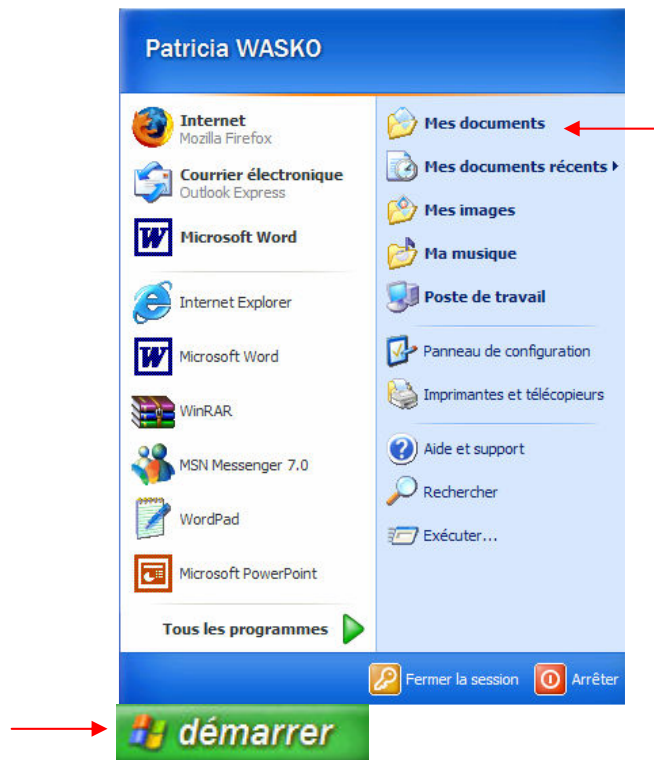 Patricia WASKO
Internet
Mozilla Firefox
Courrier électronique
Outlook Express
Microsoft Word
Internet Explorer
Microsoft Word
WinRAR
MSN Messenger 7.0
WordPad
Microsoft PowerPoint
Tous les programmes
Mes documents
Mes documents récents
Mes images
Ma musique
Poste de travail
Panneau de configuration
Imprimantes et télécopieurs
Aide et support
Rechercher
Exécuter...
Fermer la session
Arrêter
démarrer